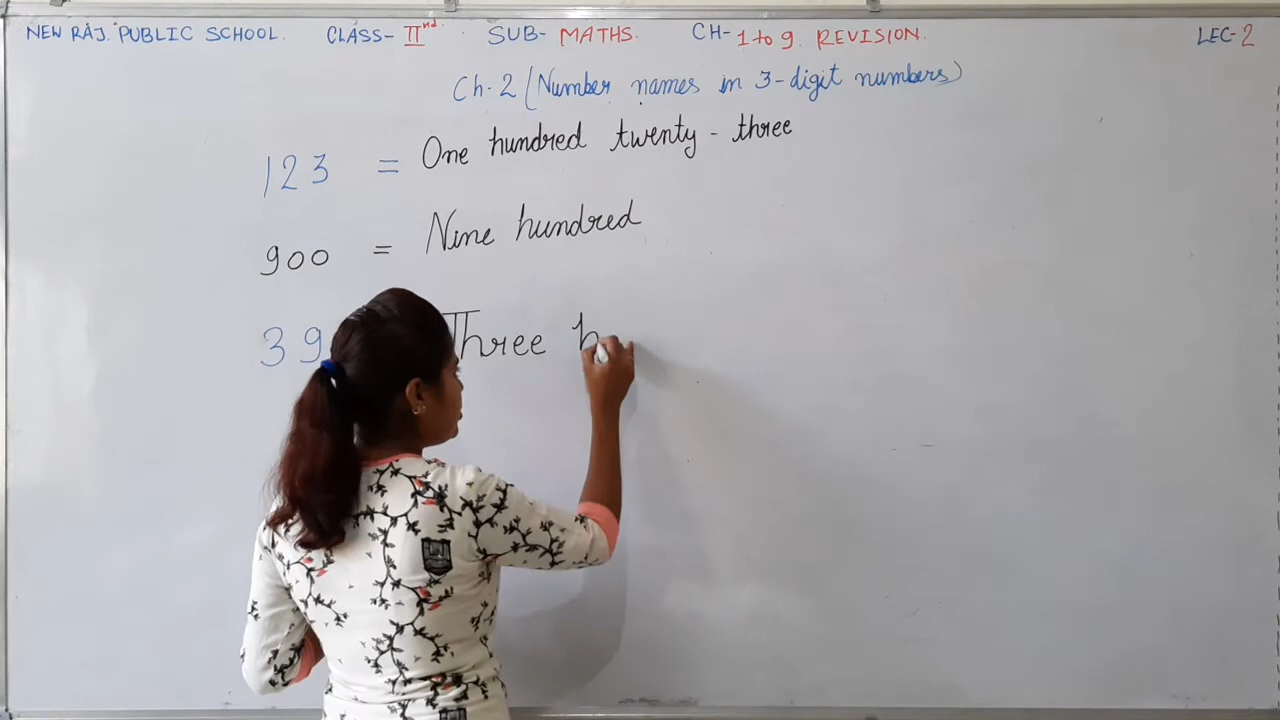 NEW RAJ. PUBLIC SCHOOL. CLASS- IInd. SUB- MATHS. CH- 1 to 9. REVISION. LEC-2
Ch. 2 (Number names in 3-digit numbers)
123 = One hundred twenty-three
900 = Nine hundred
39 Three h